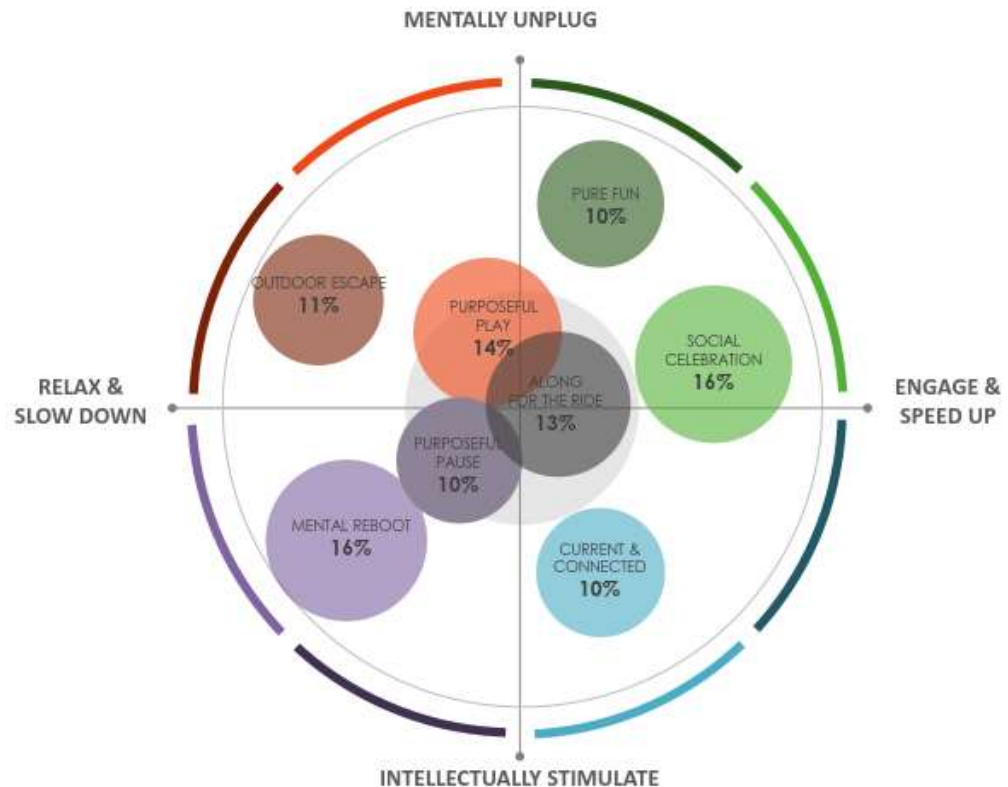 MENTALLY UNPLUG
PURE FUN
10%
OUTDOOR ESCAPE
11%
PURPOSEFUL
PLAY
14%
SOCIAL
CELEBRATION
16%
ALONG
FOR THE RIDE
13%
RELAX &
SLOW DOWN
ENGAGE &
SPEED UP
PURPOSEFUL
PAUSE
10%
MENTAL REBOOT
16%
CURRENT &
CONNECTED
10%
INTELLECTUALLY STIMULATE